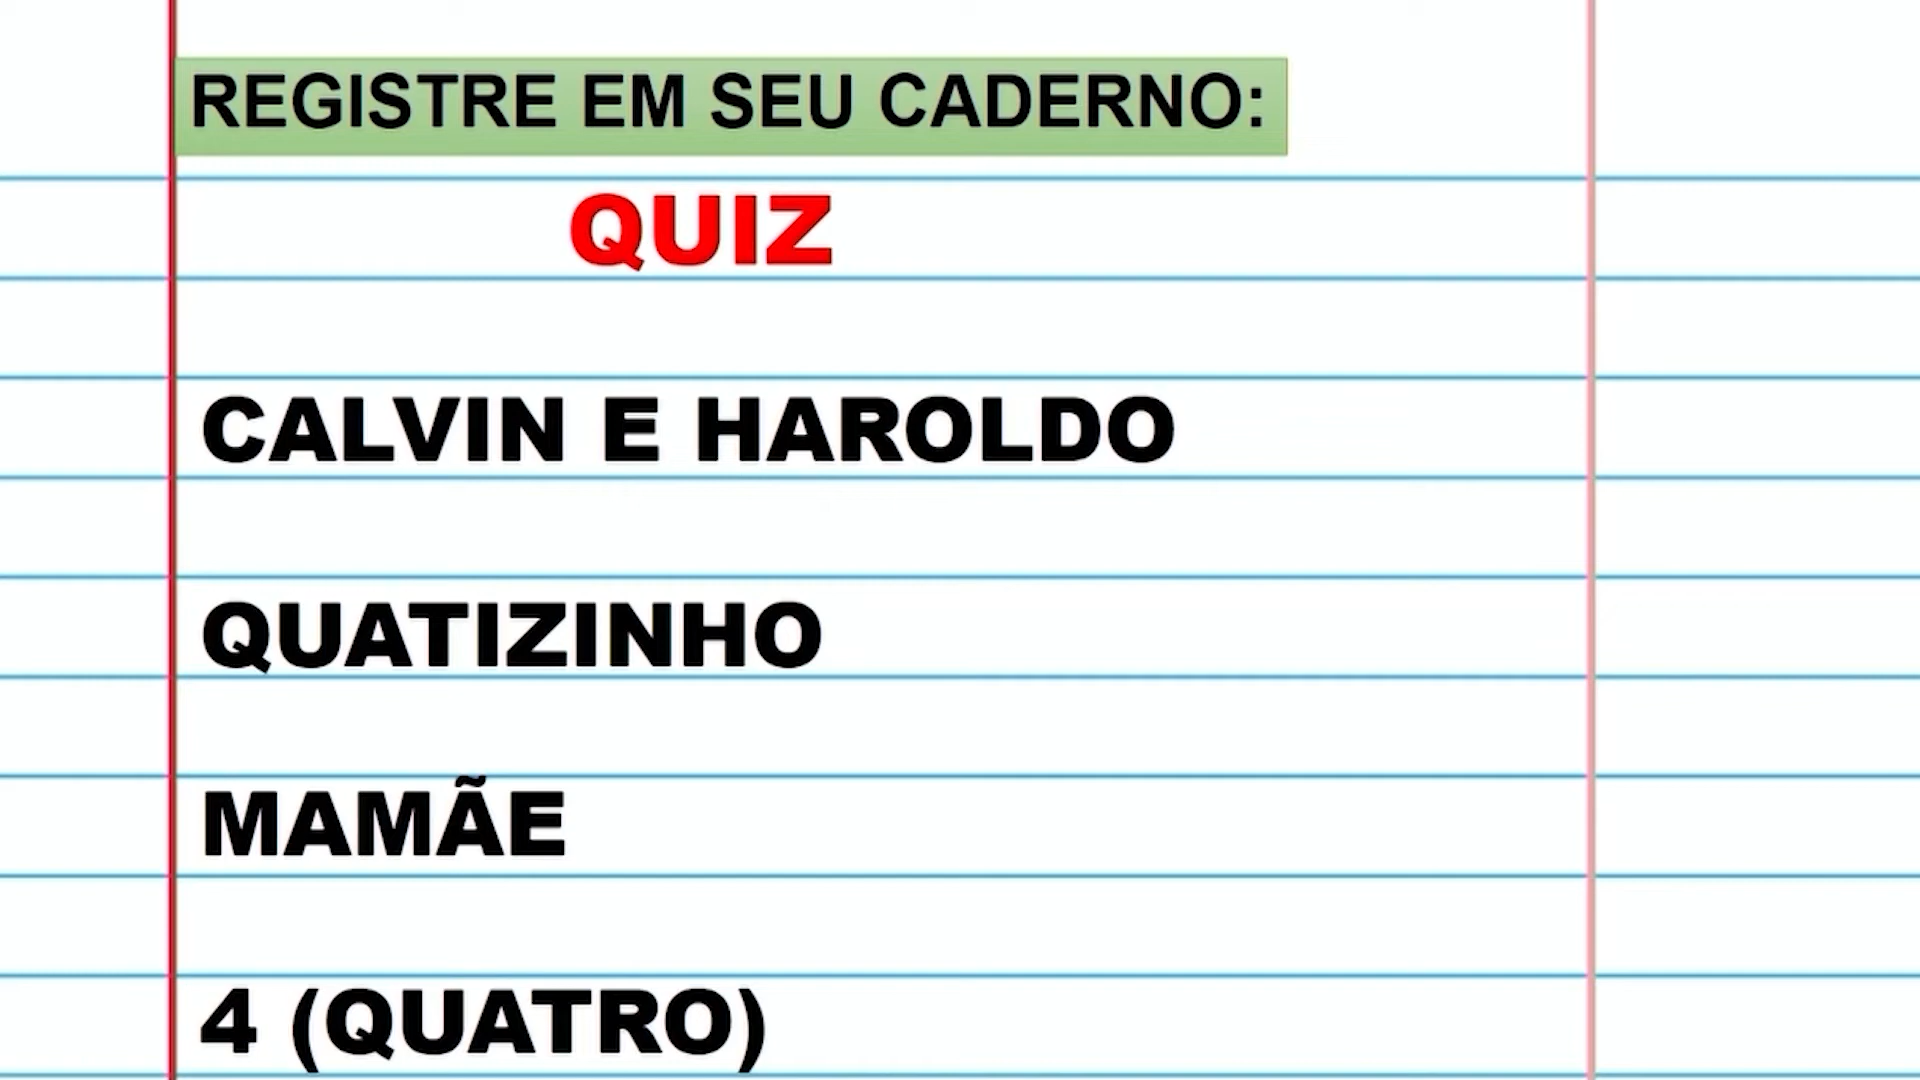 REGISTRE EM SEU CADERNO:
QUIZ
CALVIN E HAROLDO
QUATIZINHO
MAMÃE
4 (QUATRO)